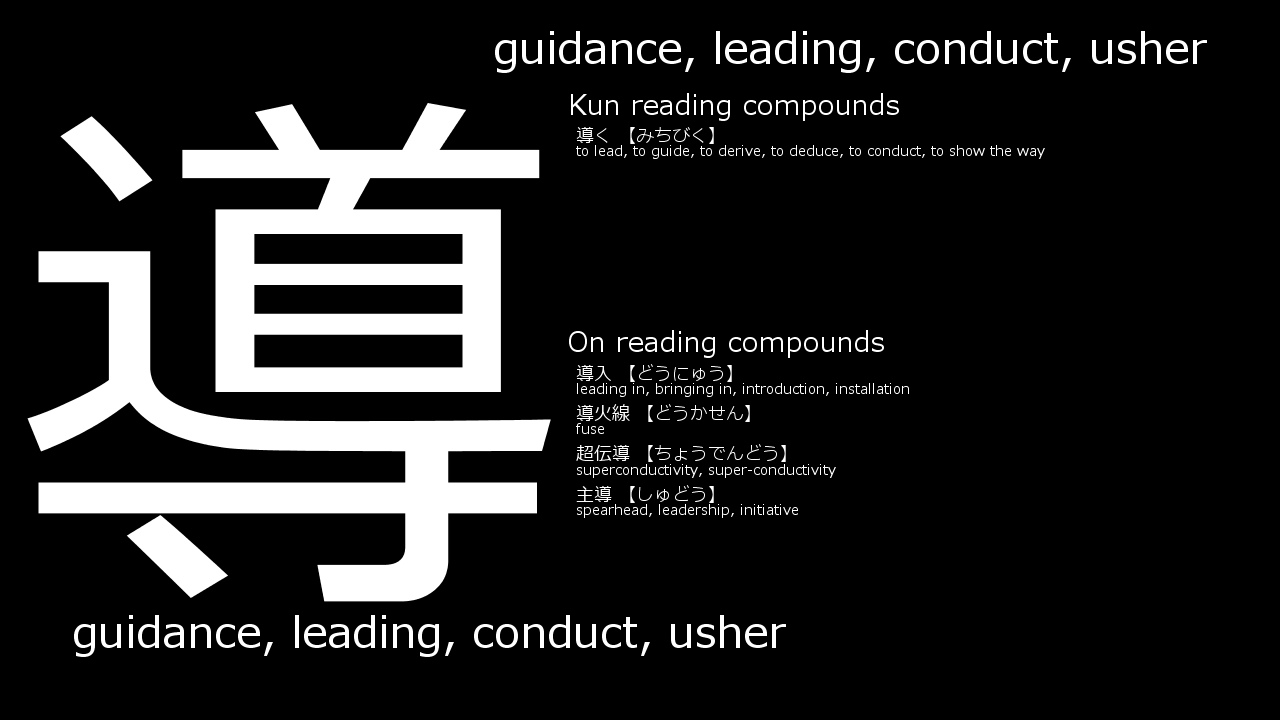 guidance, leading, conduct, usher
導
Kun reading compounds
導く 【みちびく】
to lead, to guide, to derive, to deduce, to conduct, to show the way
On reading compounds
導入 【どうにゅう】
leading in, bringing in, introduction, installation
導火線 【どうかせん】
fuse
超伝導 【ちょうでんどう】
superconductivity, super-conductivity
主導 【しゅどう】
spearhead, leadership, initiative
guidance, leading, conduct, usher